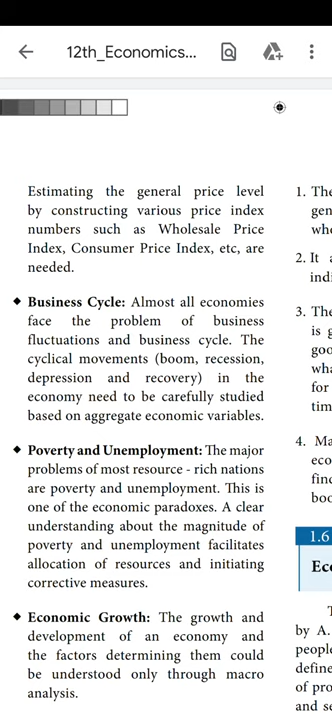 12th_Economics...
Estimating the general price level
by constructing various price index
numbers such as Wholesale Price
Index, Consumer Price Index, etc, are
needed.
◆ Business Cycle: Almost all economies
face the problem of business
fluctuations and business cycle. The
cyclical movements (boom, recession,
depression and recovery) in the
economy need to be carefully studied
based on aggregate economic variables.
◆ Poverty and Unemployment: The major
problems of most resource - rich nations
are poverty and unemployment. This is
one of the economic paradoxes. A clear
understanding about the magnitude of
poverty and unemployment facilitates
allocation of resources and initiating
corrective measures.
◆ Economic Growth: The growth and
development of an economy and
the factors determining them could
be understood only through macro
analysis.
1. The
gen
whe
2. It
indi
3. The
is g
goo
wha
for
tim
4. Ma
eco
find
boo
1.6
Eco
T
by A.
people
define
of pro
and se